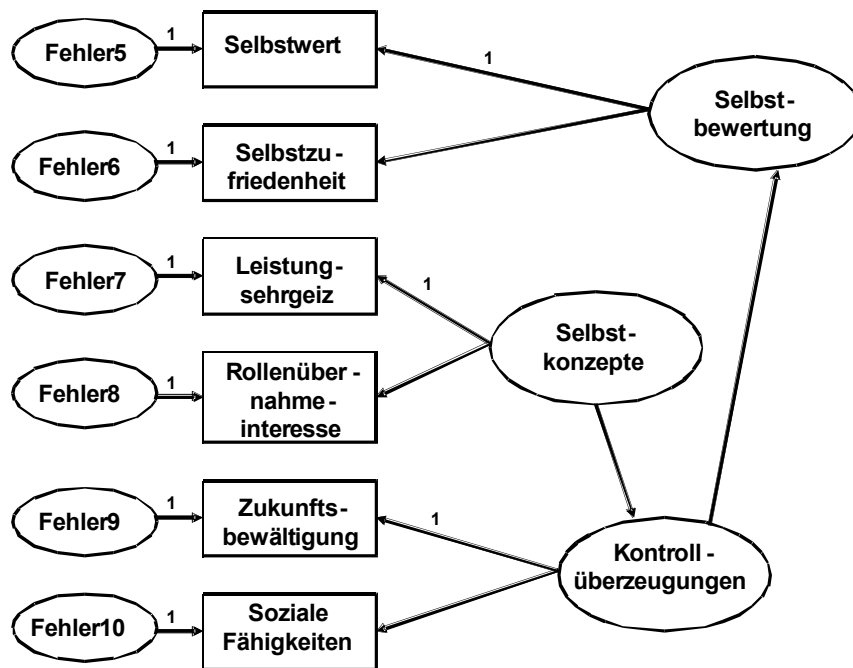 Fehler5
1
Selbstwert
1
Selbst-
bewertung
Fehler6
1
Selbstzu-
friedenheit
Fehler7
1
Leistung-
sehrgeiz
1
Selbst-
konzepte
Fehler8
1
Rollenüber-
nahme-
interesse
Fehler9
1
Zukunfts-
bewältigung
1
Kontroll-
überzeugungen
Fehler10
1
Soziale
Fähigkeiten